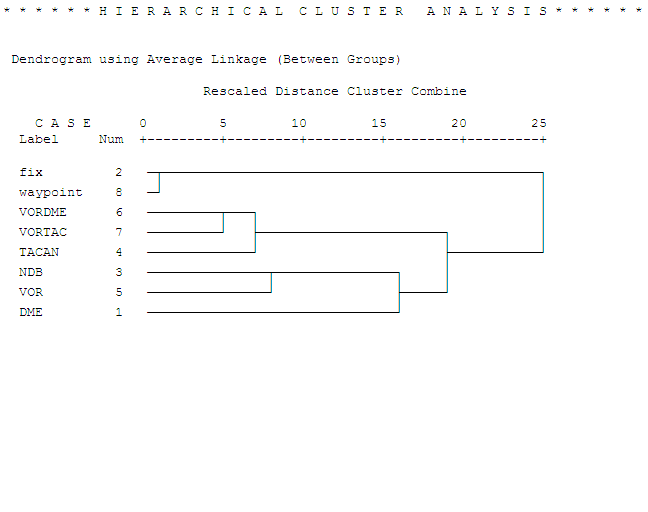 * * * * * * H I E R A R C H I C A L   C L U S T E R   A N A L Y S I S * * * * * *
Dendrogram using Average Linkage (Between Groups)
Rescaled Distance Cluster Combine
C A S E 0 5 10 15 20 25
Label Num +---------+---------+---------+---------+---------+
fix 2
waypoint 8
VORDME 6
VORTAC 7
TACAN 4
NDB 3
VOR 5
DME 1